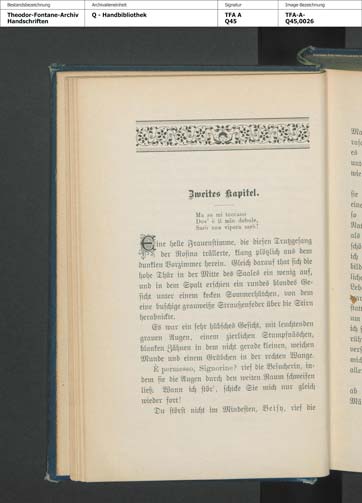 Bestandsbezeichnung
Archivalieneinheit
Signatur
Image-Bezeichnung
Theodor-Fontane-Archiv
Handschriften
Q - Handbibliothek
TFA A
Q45
TFA-A-
Q45,0026
Zweites Kapitel.
Ma se mi toccano
Dov' è il mio debole,
Sarò una vipera sarò!
Eine helle Frauenstimme, die diesen Trutzgesang
der Rosina trällerte, klang plötzlich aus dem
dunklen Vorzimmer herein. Gleich darauf that sich die
hohe Thür in der Mitte des Saales ein wenig auf,
und in dem Spalt erschien ein rundes blondes Ge-
sicht unter einem kecken Sommerhütchen, von dem
eine buschige grauweiße Straußenfeder über die Stirn
herabnickte.
Es war ein sehr hübsches Gesicht, mit leuchtenden
grauen Augen, einem zierlichen Stumpfnäschen,
blanken Zähnen in dem nicht gerade kleinen, weichen
Munde und einem Grübchen in der rechten Wange.
È permesso, Signorine? rief die Besucherin, in-
dem sie die Augen durch den weiten Raum schweifen
ließ. Wenn ich stör', schicke Sie mich nur gleich
wieder fort!
Du störst nicht im Mindesten, Betsy, rief die